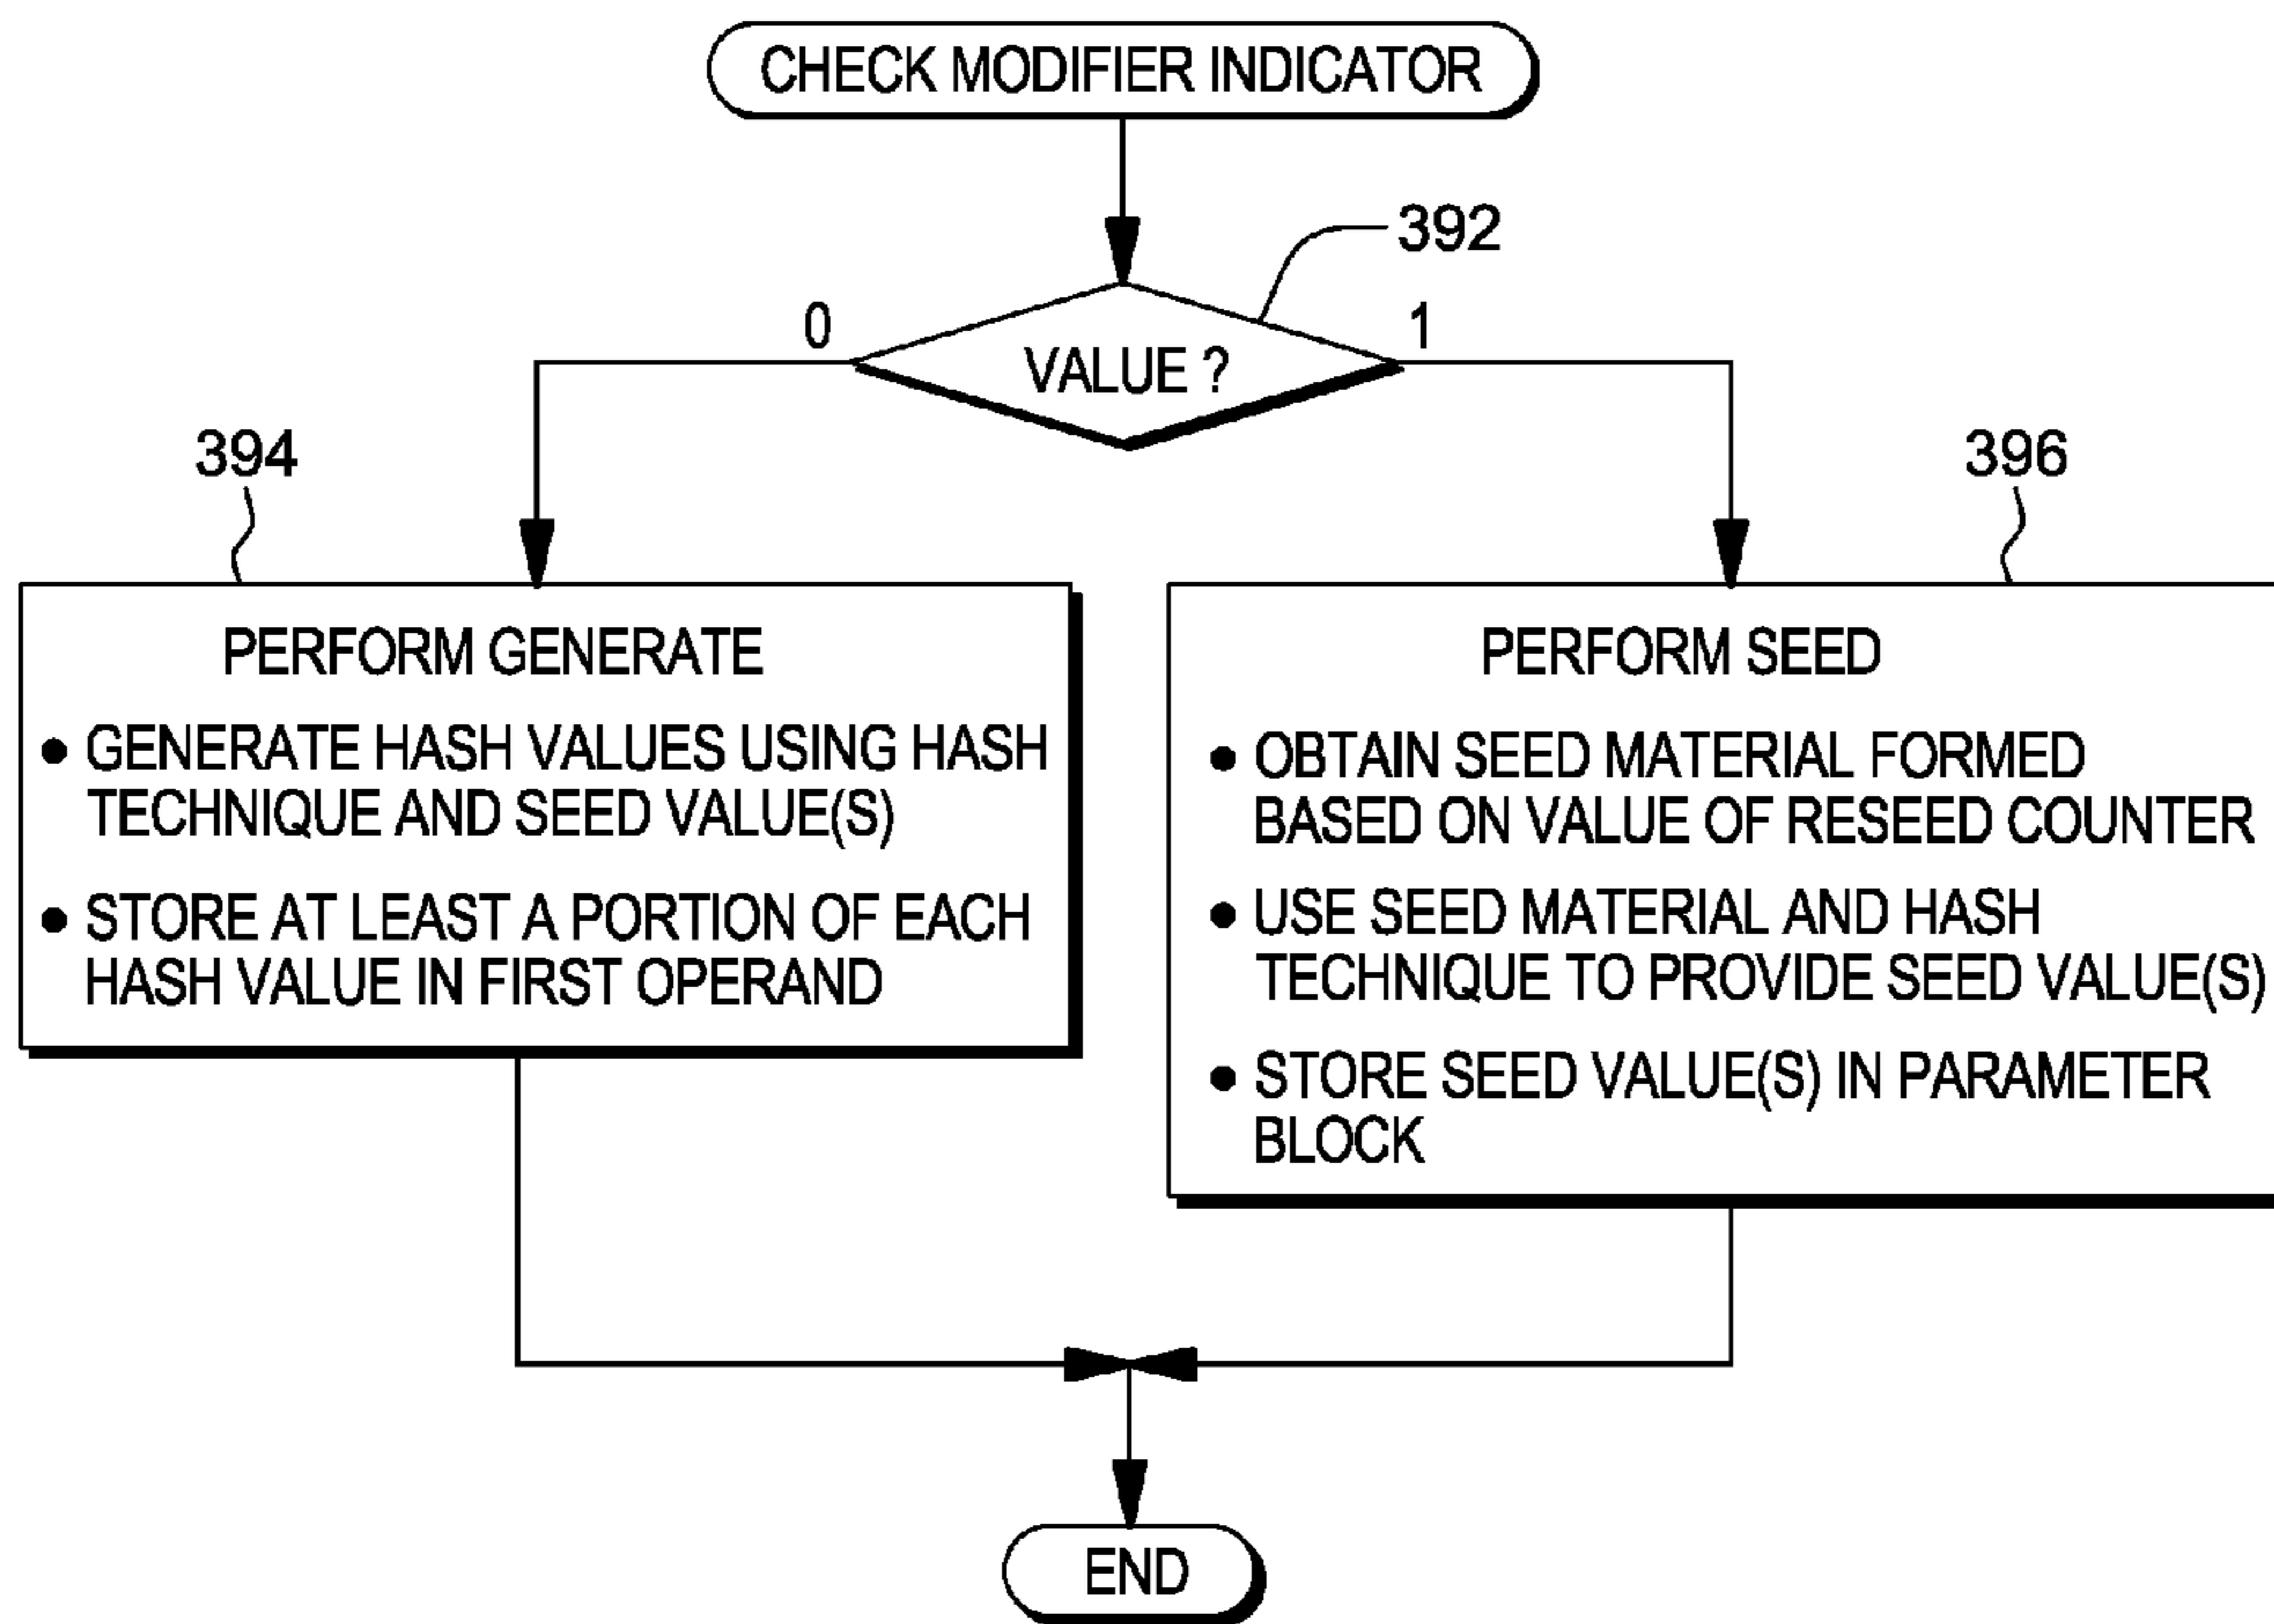 CHECK MODIFIER INDICATOR
392
0
1
VALUE ?
394
396
PERFORM GENERATE
● GENERATE HASH VALUES USING HASH
TECHNIQUE AND SEED VALUE(S)
● STORE AT LEAST A PORTION OF EACH
HASH VALUE IN FIRST OPERAND
PERFORM SEED
● OBTAIN SEED MATERIAL FORMED
BASED ON VALUE OF RESEED COUNTER
● USE SEED MATERIAL AND HASH
TECHNIQUE TO PROVIDE SEED VALUE(S)
● STORE SEED VALUE(S) IN PARAMETER
BLOCK
END